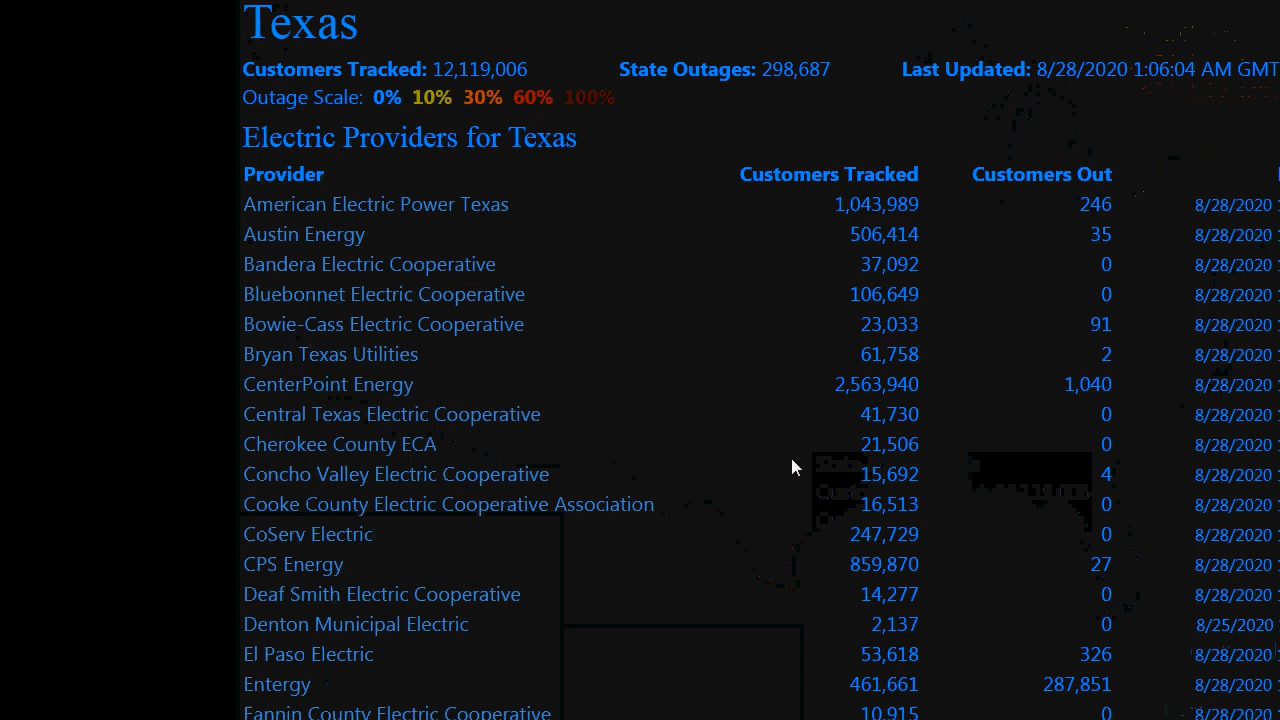 Texas
Customers Tracked: 12,119,006 State Outages: 298,687 Last Updated: 8/28/2020 1:06:04 AM GMT
Outage Scale: 0% 10% 30% 60% 100%
Electric Providers for Texas
Provider Customers Tracked Customers Out
American Electric Power Texas 1,043,989 246 8/28/2020
Austin Energy 506,414 35 8/28/2020
Bandera Electric Cooperative 37,092 0 8/28/2020
Bluebonnet Electric Cooperative 106,649 0 8/28/2020
Bowie-Cass Electric Cooperative 23,033 91 8/28/2020
Bryan Texas Utilities 61,758 2 8/28/2020
CenterPoint Energy 2,563,940 1,040 8/28/2020
Central Texas Electric Cooperative 41,730 0 8/28/2020
Cherokee County ECA 21,506 0 8/28/2020
Concho Valley Electric Cooperative 15,692 4 8/28/2020
Cooke County Electric Cooperative Association 16,513 0 8/28/2020
CoServ Electric 247,729 0 8/28/2020
CPS Energy 859,870 27 8/28/2020
Deaf Smith Electric Cooperative 14,277 0 8/28/2020
Denton Municipal Electric 2,137 0 8/25/2020
El Paso Electric 53,618 326 8/28/2020
Entergy 461,661 287,851 8/28/2020
Fannin County Electric Cooperative 10,915 0 8/28/2020